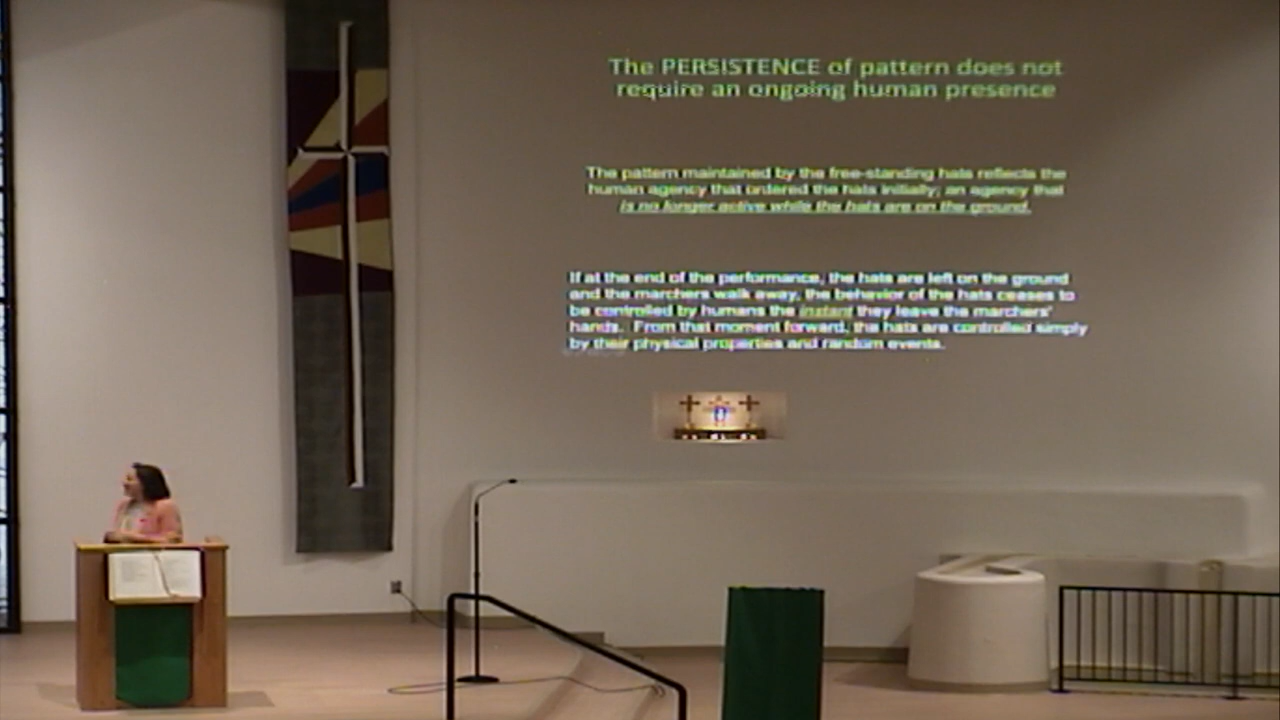 The PERSISTENCE of pattern does not
require an ongoing human presence
The pattern maintained by the free-standing hats reflects the
human agency that ordered the hats initially; an agency that
is no longer active while the hats are on the ground.
If at the end of the performance, the hats are left on the ground
and the marchers walk away, the behavior of the hats ceases to
be controlled by humans the instant they leave the marchers'
hands. From that moment forward, the hats are controlled simply
by their physical properties and random events.